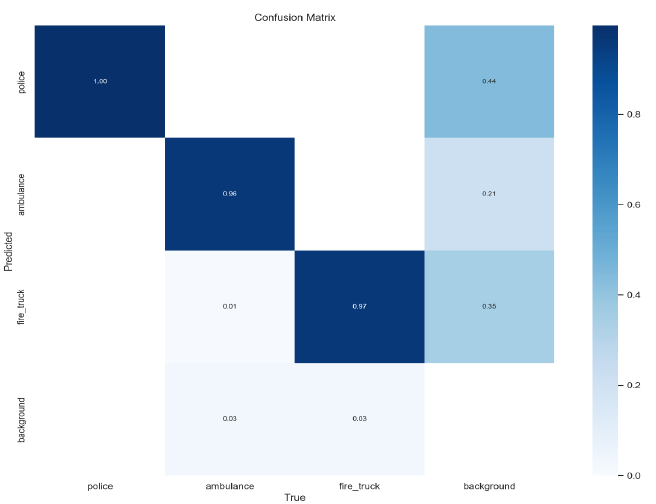 Confusion Matrix
police
1.00
0.44
0.8
ambulance
0.96
0.21
0.6
Predicted
fire_truck
0.01
0.97
0.35
0.4
background
0.03
0.03
0.2
0.0
police
ambulance
fire_truck
background
True